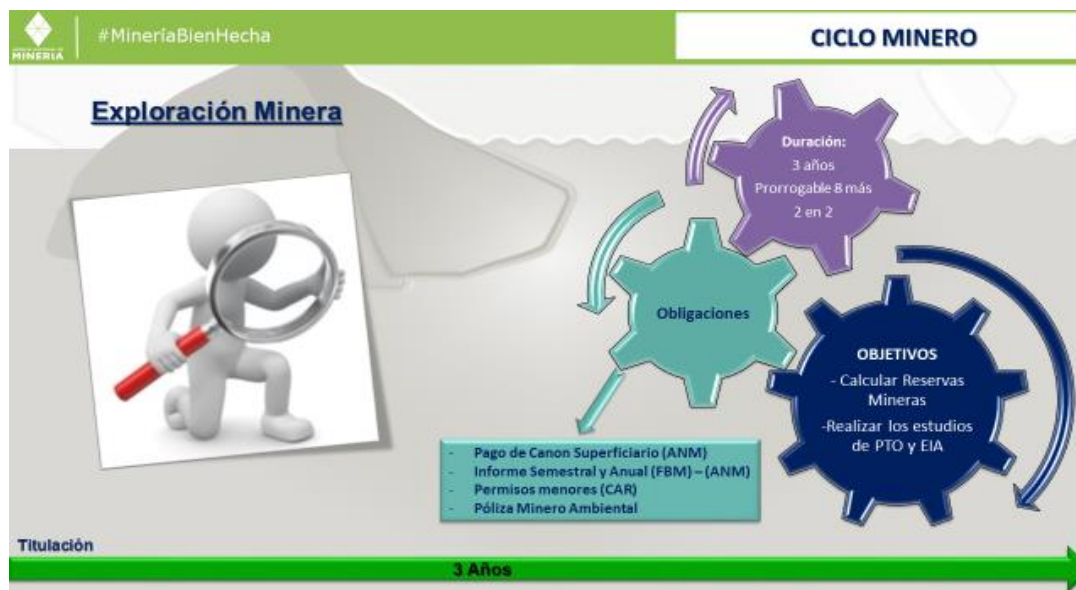 MINERÍA
#MineríaBienHecha
CICLO MINERO
Exploración Minera
Duración:
3 años
Prorrogable 8 más
2 en 2
Obligaciones
OBJETIVOS
- Calcular Reservas
Mineras
-Realizar los estudios
de PTO y EIA
- Pago de Canon Superficiario (ANM)
- Informe Semestral y Anual (FBM) – (ANM)
- Permisos menores (CAR)
- Póliza Minero Ambiental
Titulación
3 Años